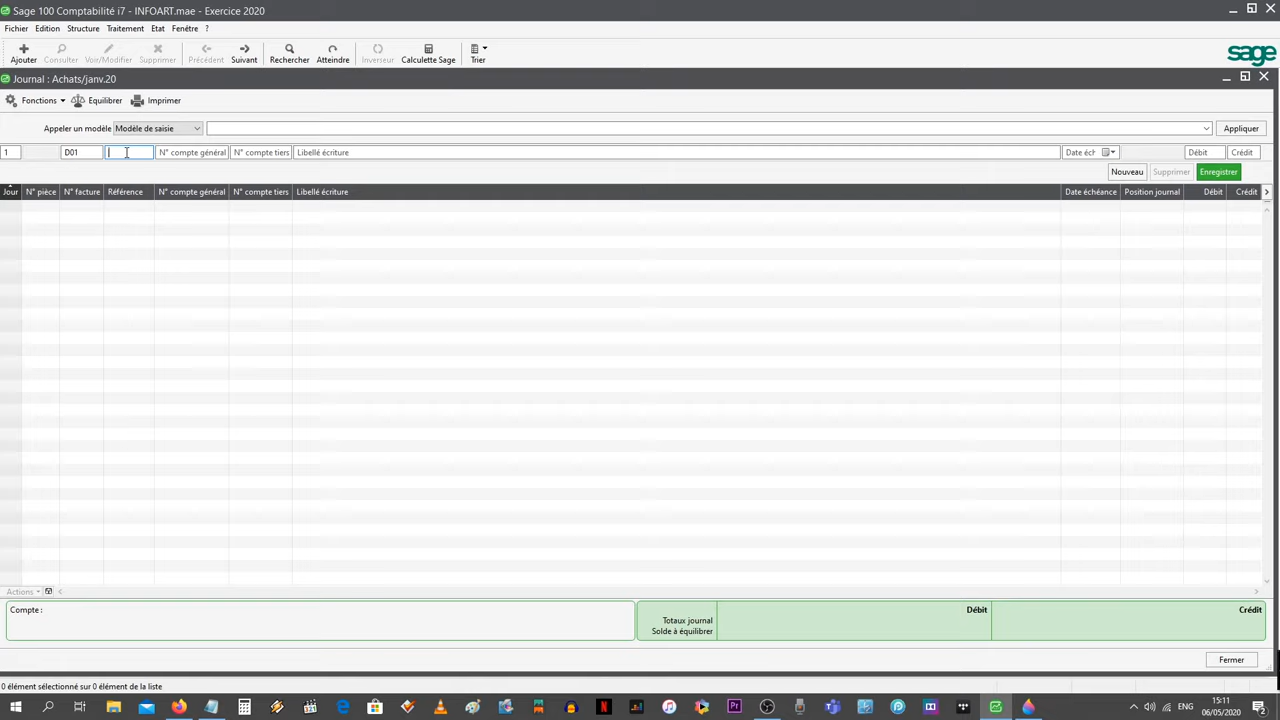 Sage 100 Comptabilité i7 - INFOART.mae - Exercice 2020
Fichier Edition Structure Traitement Etat Fenêtre ?
Ajouter Consulter Voir/Modifier Supprimer Précédent Suivant Rechercher Atteindre Inverseur Calculette Sage Trier
sage
Journal : Achats/janv.20
Fonctions Equilibrer Imprimer
Appeler un modèle Modèle de saisie Appliquer
1 D01 N° compte général N° compte tiers Libellé écriture Date éch Débit Crédit
Nouveau Supprimer Enregistrer
Jour N° pièce N° facture Référence N° compte général N° compte tiers Libellé écriture Date échéance Position journal Débit Crédit
Actions
Compte : Débit Crédit
Totaux journal
Solde à équilibrer
Fermer
0 élément sélectionné sur 0 élément de la liste
15:11
ENG
06/05/2020
2